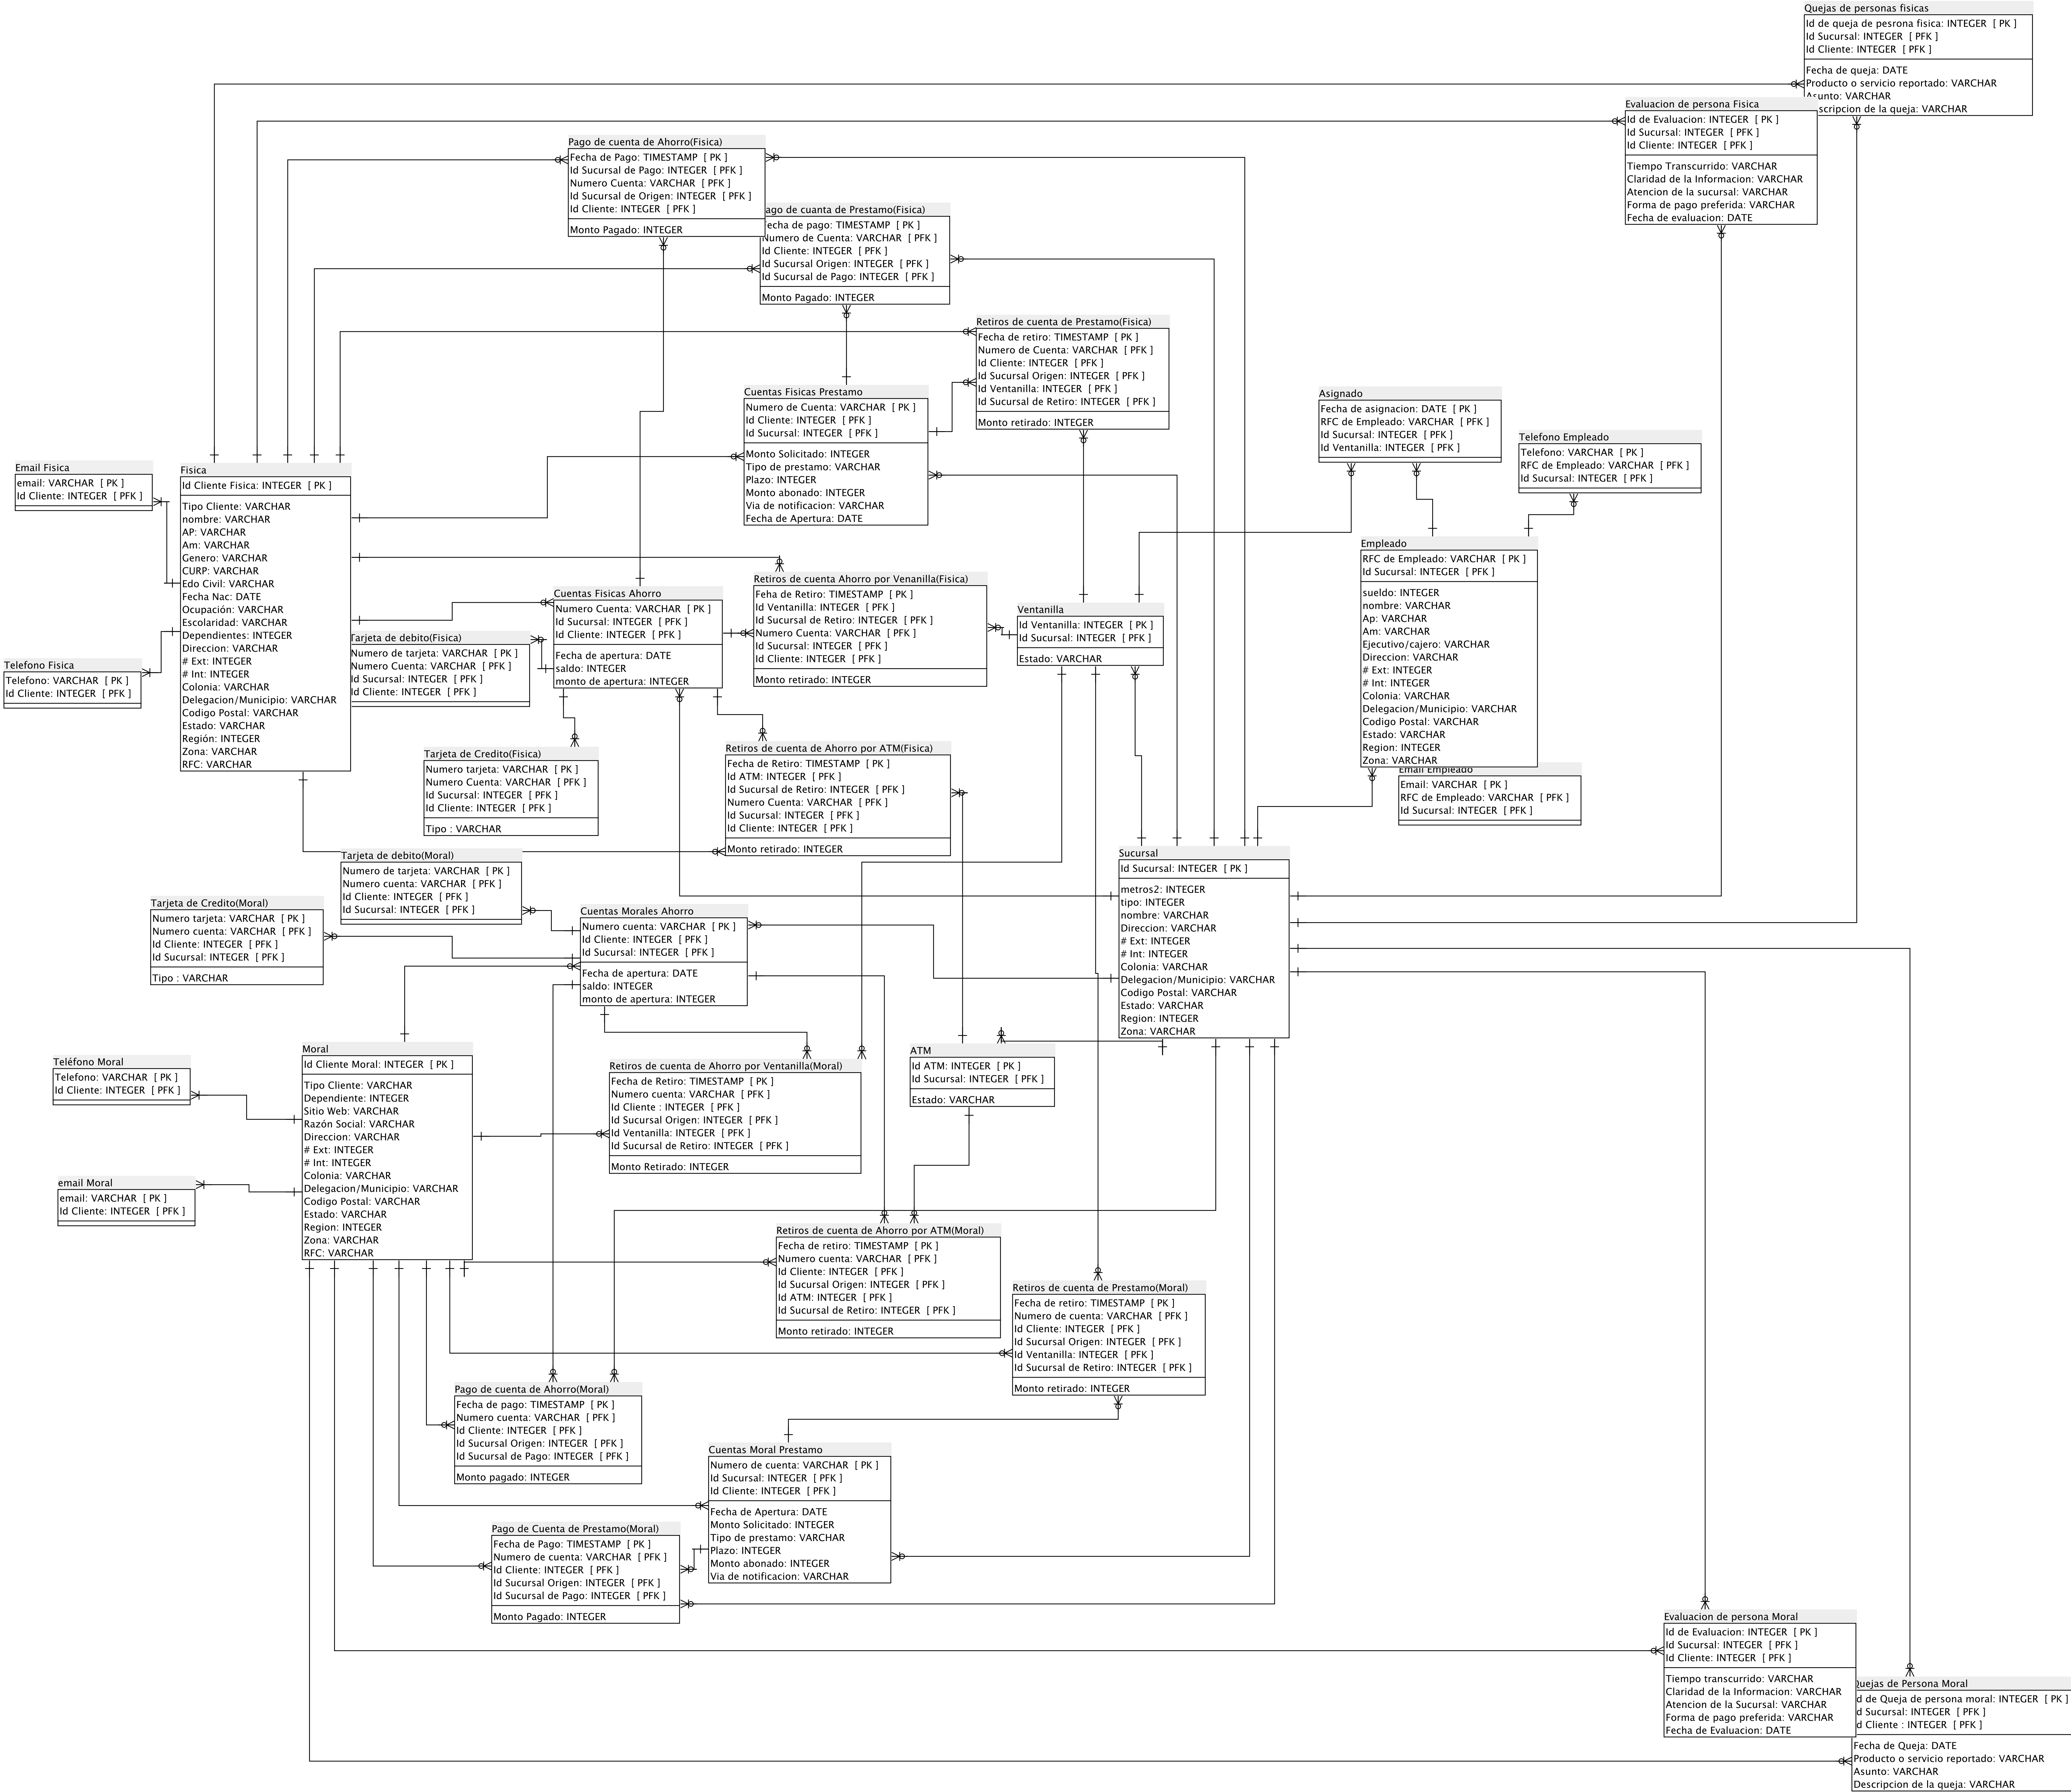 Quejas de personas fisicas
Id de queja de pesrona fisica: INTEGER [ PK ]
Id Sucursal: INTEGER [ PFK ]
Id Cliente: INTEGER [ PFK ]
Fecha de queja: DATE
Producto o servicio reportado: VARCHAR
Asunto: VARCHAR
scripcion de la queja: VARCHAR
Evaluacion de persona Fisica
Id de Evaluacion: INTEGER [ PK ]
Id Sucursal: INTEGER [ PFK ]
Id Cliente: INTEGER [ PFK ]
Tiempo Transcurrido: VARCHAR
Claridad de la Informacion: VARCHAR
Atencion de la sucursal: VARCHAR
Forma de pago preferida: VARCHAR
Fecha de evaluacion: DATE
Pago de cuenta de Ahorro(Fisica)
Fecha de Pago: TIMESTAMP [ PK ]
Id Sucursal de Pago: INTEGER [ PFK ]
Numero Cuenta: VARCHAR [ PFK ]
Id Sucursal de Origen: INTEGER [ PFK ]
Id Cliente: INTEGER [ PFK ]
Monto Pagado: INTEGER
ago de cuanta de Prestamo(Fisica)
Fecha de pago: TIMESTAMP [ PK ]
Numero de Cuenta: VARCHAR [ PFK ]
Id Cliente: INTEGER [ PFK ]
Id Sucursal Origen: INTEGER [ PFK ]
Id Sucursal de Pago: INTEGER [ PFK ]
Monto Pagado: INTEGER
Retiros de cuenta de Prestamo(Fisica)
Fecha de retiro: TIMESTAMP [ PK ]
Numero de Cuenta: VARCHAR [ PFK ]
Id Cliente: INTEGER [ PFK ]
Id Sucursal Origen: INTEGER [ PFK ]
Id Ventanilla: INTEGER [ PFK ]
Id Sucursal de Retiro: INTEGER [ PFK ]
Monto retirado: INTEGER
Cuentas Fisicas Prestamo
Numero de Cuenta: VARCHAR [ PK ]
Id Cliente: INTEGER [ PFK ]
Id Sucursal: INTEGER [ PFK ]
Monto Solicitado: INTEGER
Tipo de prestamo: VARCHAR
Plazo: INTEGER
Monto abonado: INTEGER
Via de notificacion: VARCHAR
Fecha de Apertura: DATE
Asignado
Fecha de asignacion: DATE [ PK ]
RFC de Empleado: VARCHAR [ PFK ]
Id Sucursal: INTEGER [ PFK ]
Id Ventanilla: INTEGER [ PFK ]
Telefono Empleado
Telefono: VARCHAR [ PK ]
RFC de Empleado: VARCHAR [ PFK ]
Id Sucursal: INTEGER [ PFK ]
Email Fisica
email: VARCHAR [ PK ]
Id Cliente: INTEGER [ PFK ]
Fisica
Id Cliente Fisica: INTEGER [ PK ]
Tipo Cliente: VARCHAR
nombre: VARCHAR
AP: VARCHAR
Am: VARCHAR
Genero: VARCHAR
CURP: VARCHAR
Edo Civil: VARCHAR
Fecha Nac: DATE
Ocupación: VARCHAR
Escolaridad: VARCHAR
Dependientes: INTEGER
Direccion: VARCHAR
# Ext: INTEGER
# Int: INTEGER
Colonia: VARCHAR
Delegacion/Municipio: VARCHAR
Codigo Postal: VARCHAR
Estado: VARCHAR
Región: INTEGER
Zona: VARCHAR
RFC: VARCHAR
Telefono Fisica
Telefono: VARCHAR [ PK ]
Id Cliente: INTEGER [ PFK ]
Tarjeta de debito(Fisica)
Numero de tarjeta: VARCHAR [ PK ]
Numero Cuenta: VARCHAR [ PFK ]
Id Sucursal: INTEGER [ PFK ]
Id Cliente: INTEGER [ PFK ]
Cuentas Fisicas Ahorro
Numero Cuenta: VARCHAR [ PK ]
Id Sucursal: INTEGER [ PFK ]
Id Cliente: INTEGER [ PFK ]
Fecha de apertura: DATE
saldo: INTEGER
monto de apertura: INTEGER
Retiros de cuenta Ahorro por Venanilla(Fisica)
Feha de Retiro: TIMESTAMP [ PK ]
Id Ventanilla: INTEGER [ PFK ]
Id Sucursal de Retiro: INTEGER [ PFK ]
Numero Cuenta: VARCHAR [ PFK ]
Id Sucursal: INTEGER [ PFK ]
Id Cliente: INTEGER [ PFK ]
Monto retirado: INTEGER
Ventanilla
Id Ventanilla: INTEGER [ PK ]
Id Sucursal: INTEGER [ PFK ]
Estado: VARCHAR
Empleado
RFC de Empleado: VARCHAR [ PK ]
Id Sucursal: INTEGER [ PFK ]
sueldo: INTEGER
nombre: VARCHAR
Ap: VARCHAR
Am: VARCHAR
Ejecutivo/cajero: VARCHAR
Direccion: VARCHAR
# Ext: INTEGER
# Int: INTEGER
Colonia: VARCHAR
Delegacion/Municipio: VARCHAR
Codigo Postal: VARCHAR
Estado: VARCHAR
Region: INTEGER
Zona: VARCHAR
Email Empleado
Email: VARCHAR [ PK ]
RFC de Empleado: VARCHAR [ PFK ]
Id Sucursal: INTEGER [ PFK ]
Tarjeta de Credito(Fisica)
Numero tarjeta: VARCHAR [ PK ]
Numero Cuenta: VARCHAR [ PFK ]
Id Sucursal: INTEGER [ PFK ]
Id Cliente: INTEGER [ PFK ]
Tipo : VARCHAR
Retiros de cuenta de Ahorro por ATM(Fisica)
Fecha de Retiro: TIMESTAMP [ PK ]
Id ATM: INTEGER [ PFK ]
Id Sucursal de Retiro: INTEGER [ PFK ]
Numero Cuenta: VARCHAR [ PFK ]
Id Sucursal: INTEGER [ PFK ]
Id Cliente: INTEGER [ PFK ]
Monto retirado: INTEGER
Sucursal
Id Sucursal: INTEGER [ PK ]
metros2: INTEGER
tipo: INTEGER
nombre: VARCHAR
Direccion: VARCHAR
# Ext: INTEGER
# Int: INTEGER
Colonia: VARCHAR
Delegacion/Municipio: VARCHAR
Codigo Postal: VARCHAR
Estado: VARCHAR
Region: INTEGER
Zona: VARCHAR
Tarjeta de debito(Moral)
Numero de tarjeta: VARCHAR [ PK ]
Numero cuenta: VARCHAR [ PFK ]
Id Cliente: INTEGER [ PFK ]
Id Sucursal: INTEGER [ PFK ]
Tarjeta de Credito(Moral)
Numero tarjeta: VARCHAR [ PK ]
Numero cuenta: VARCHAR [ PFK ]
Id Cliente: INTEGER [ PFK ]
Id Sucursal: INTEGER [ PFK ]
Tipo : VARCHAR
Cuentas Morales Ahorro
Numero cuenta: VARCHAR [ PK ]
Id Cliente: INTEGER [ PFK ]
Id Sucursal: INTEGER [ PFK ]
Fecha de apertura: DATE
saldo: INTEGER
monto de apertura: INTEGER
Teléfono Moral
Telefono: VARCHAR [ PK ]
Id Cliente: INTEGER [ PFK ]
Moral
Id Cliente Moral: INTEGER [ PK ]
Tipo Cliente: VARCHAR
Dependiente: INTEGER
Sitio Web: VARCHAR
Razón Social: VARCHAR
Direccion: VARCHAR
# Ext: INTEGER
# Int: INTEGER
Colonia: VARCHAR
Delegacion/Municipio: VARCHAR
Codigo Postal: VARCHAR
Estado: VARCHAR
Region: INTEGER
Zona: VARCHAR
RFC: VARCHAR
email Moral
email: VARCHAR [ PK ]
Id Cliente: INTEGER [ PFK ]
Retiros de cuenta de Ahorro por Ventanilla(Moral)
Fecha de Retiro: TIMESTAMP [ PK ]
Numero cuenta: VARCHAR [ PFK ]
Id Cliente : INTEGER [ PFK ]
Id Sucursal Origen: INTEGER [ PFK ]
Id Ventanilla: INTEGER [ PFK ]
Id Sucursal de Retiro: INTEGER [ PFK ]
Monto Retirado: INTEGER
ATM
Id ATM: INTEGER [ PK ]
Id Sucursal: INTEGER [ PFK ]
Estado: VARCHAR
Retiros de cuenta de Ahorro por ATM(Moral)
Fecha de retiro: TIMESTAMP [ PK ]
Numero cuenta: VARCHAR [ PFK ]
Id Cliente: INTEGER [ PFK ]
Id Sucursal Origen: INTEGER [ PFK ]
Id ATM: INTEGER [ PFK ]
Id Sucursal de Retiro: INTEGER [ PFK ]
Monto retirado: INTEGER
Retiros de cuenta de Prestamo(Moral)
Fecha de retiro: TIMESTAMP [ PK ]
Numero de cuenta: VARCHAR [ PFK ]
Id Cliente: INTEGER [ PFK ]
Id Sucursal Origen: INTEGER [ PFK ]
Id Ventanilla: INTEGER [ PFK ]
Id Sucursal de Retiro: INTEGER [ PFK ]
Monto retirado: INTEGER
Pago de cuenta de Ahorro(Moral)
Fecha de pago: TIMESTAMP [ PK ]
Numero cuenta: VARCHAR [ PFK ]
Id Cliente: INTEGER [ PFK ]
Id Sucursal Origen: INTEGER [ PFK ]
Id Sucursal de Pago: INTEGER [ PFK ]
Monto pagado: INTEGER
Cuentas Moral Prestamo
Numero de cuenta: VARCHAR [ PK ]
Id Sucursal: INTEGER [ PFK ]
Id Cliente: INTEGER [ PFK ]
Fecha de Apertura: DATE
Monto Solicitado: INTEGER
Tipo de prestamo: VARCHAR
Plazo: INTEGER
Monto abonado: INTEGER
Via de notificacion: VARCHAR
Pago de Cuenta de Prestamo(Moral)
Fecha de Pago: TIMESTAMP [ PK ]
Numero de cuenta: VARCHAR [ PFK ]
Id Cliente: INTEGER [ PFK ]
Id Sucursal Origen: INTEGER [ PFK ]
Id Sucursal de Pago: INTEGER [ PFK ]
Monto Pagado: INTEGER
Evaluacion de persona Moral
Id de Evaluacion: INTEGER [ PK ]
Id Sucursal: INTEGER [ PFK ]
Id Cliente: INTEGER [ PFK ]
Tiempo transcurrido: VARCHAR
Claridad de la Informacion: VARCHAR
Atencion de la Sucursal: VARCHAR
Forma de pago preferida: VARCHAR
Fecha de Evaluacion: DATE
Quejas de Persona Moral
d de Queja de persona moral: INTEGER [ PK ]
d Sucursal: INTEGER [ PFK ]
d Cliente : INTEGER [ PFK ]
Fecha de Queja: DATE
Producto o servicio reportado: VARCHAR
Asunto: VARCHAR
Descripcion de la queja: VARCHAR